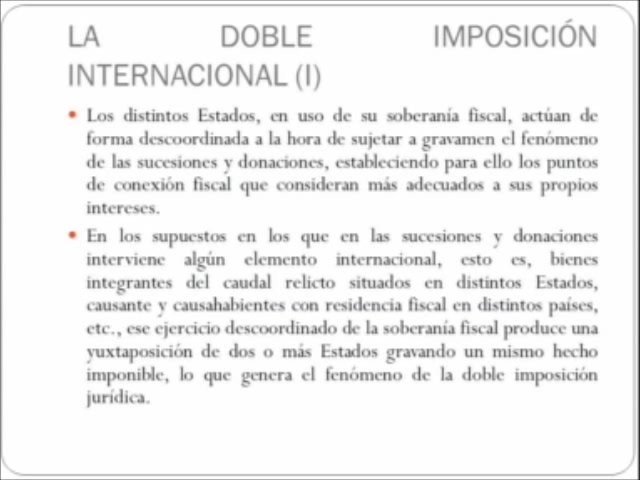 LA DOBLE IMPOSICIÓN
INTERNACIONAL (I)
• Los distintos Estados, en uso de su soberanía fiscal, actúan de
forma descoordinada a la hora de sujetar a gravamen el fenómeno
de las sucesiones y donaciones, estableciendo para ello los puntos
de conexión fiscal que consideran más adecuados a sus propios
intereses.
• En los supuestos en los que en las sucesiones y donaciones
interviene algún elemento internacional, esto es, bienes
integrantes del caudal relicto situados en distintos Estados,
causante y causahabientes con residencia fiscal en distintos países,
etc., ese ejercicio descoordinado de la soberanía fiscal produce una
yuxtaposición de dos o más Estados gravando un mismo hecho
imponible, lo que genera el fenómeno de la doble imposición
jurídica.